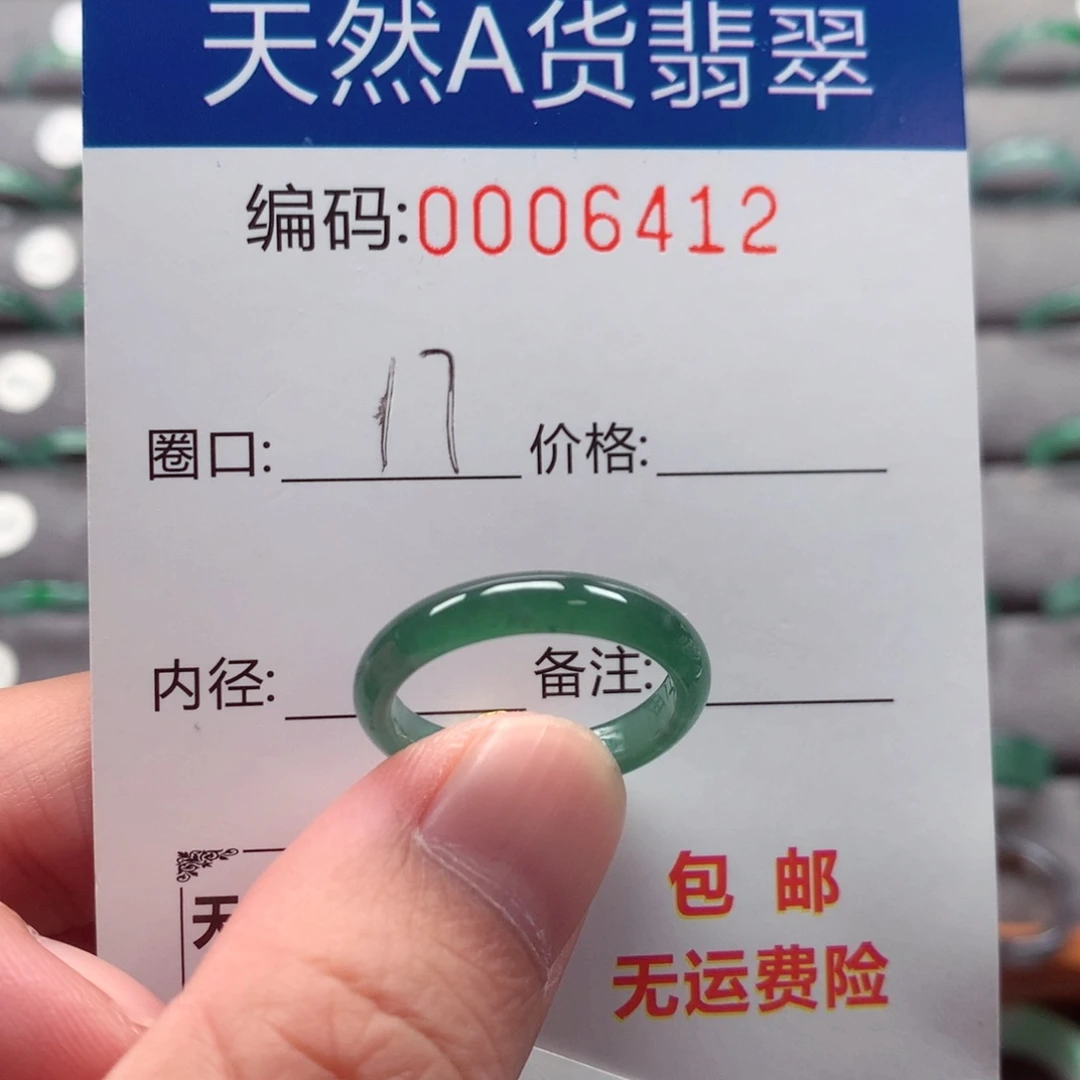 天然A货翡翠
编码:0006412
圈口: 17 价格:
内径: 备注:
天
包 邮
无运费险